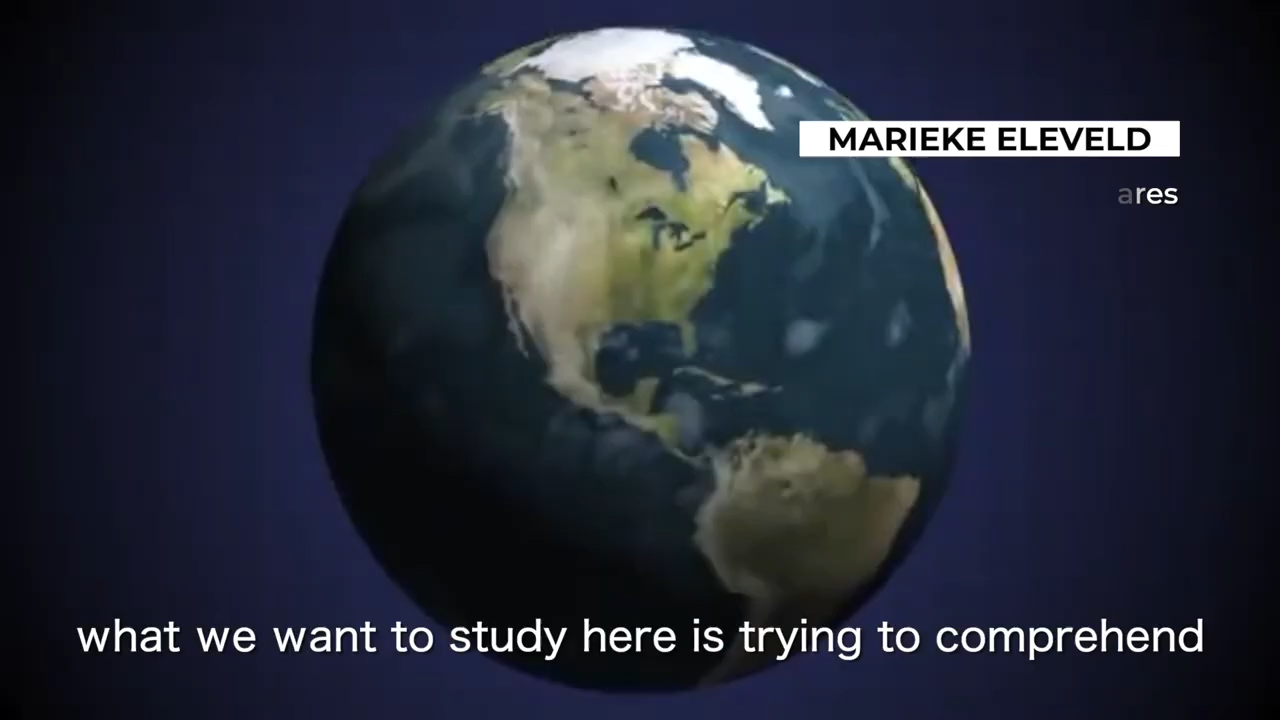 MARIEKE ELEVELD
ares
what we want to study here is trying to comprehend